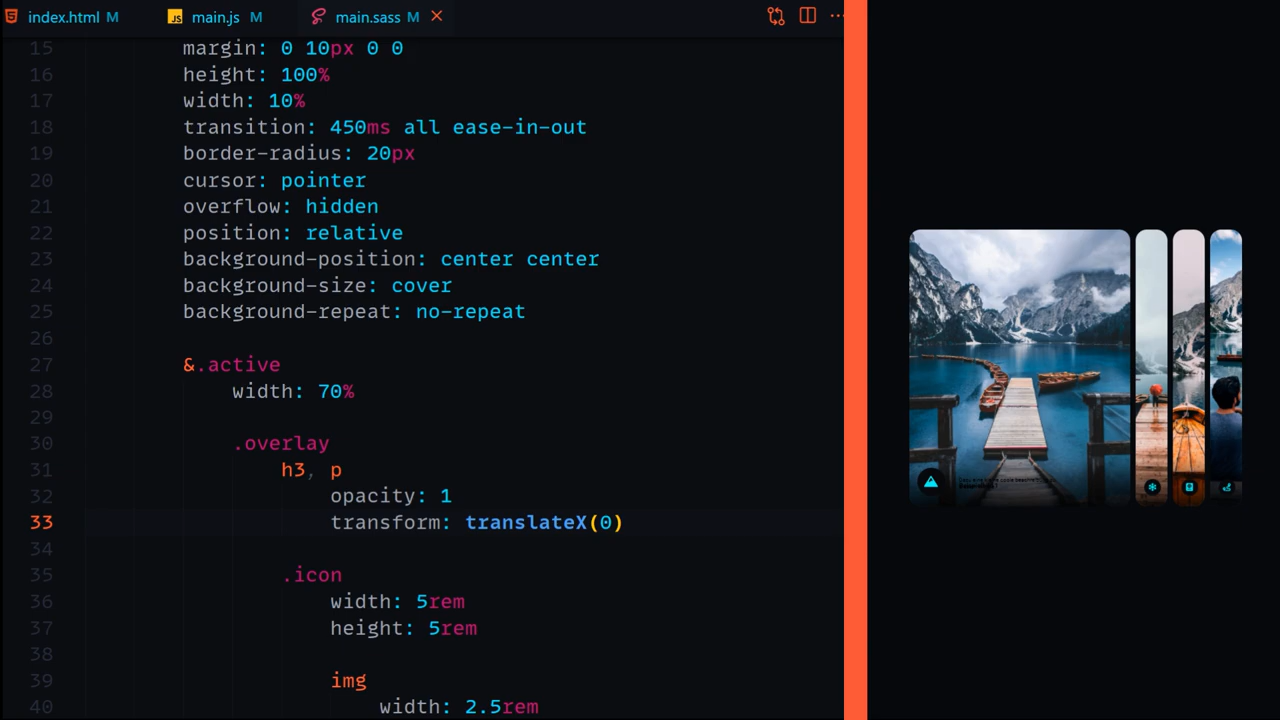 index.html M
JS main.js M
main.sass M
15 margin: 0 10px 0 0
16 height: 100%
17 width: 10%
18 transition: 450ms all ease-in-out
19 border-radius: 20px
20 cursor: pointer
21 overflow: hidden
22 position: relative
23 background-position: center center
24 background-size: cover
25 background-repeat: no-repeat
26
27 &.active
28 width: 70%
29
30 .overlay
31 h3, p
32 opacity: 1
33 transform: translateX(0)
34
35 .icon
36 width: 5rem
37 height: 5rem
38
39 img
40 width: 2.5rem